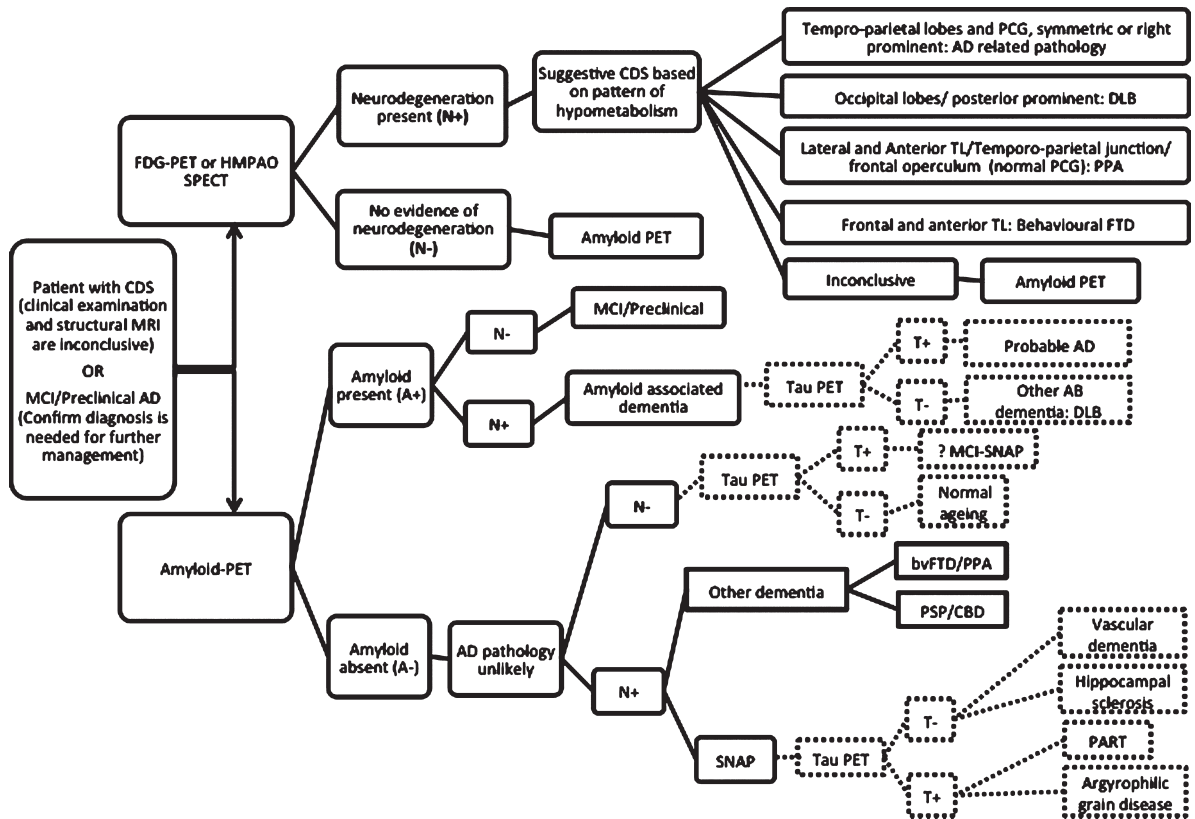 Tempro-parietal lobes and PCG, symmetric or right
prominent: AD related pathology
Suggestive CDS based
on pattern of
hypometabolism
Neurodegeneration
present (N+)
Occipital lobes/ posterior prominent: DLB
FDG-PET or HMPAO
SPECT
Lateral and Anterior TL/Temporo-parietal junction/
frontal operculum (normal PCG): PPA
No evidence of
neurodegeneration
(N-)
Amyloid PET
Frontal and anterior TL: Behavioural FTD
Inconclusive
Amyloid PET
Patient with CDS
(clinical examination
and structural MRI
are inconclusive)
OR
MCI/Preclinical AD
(Confirm diagnosis is
needed for further
management)
Amyloid
present (A+)
N-
MCI/Preclinical
N+
Amyloid associated
dementia
Tau PET
T+
Probable AD
T-
Other AB
dementia: DLB
Amyloid-PET
Amyloid
absent (A-)
AD pathology
unlikely
N-
Tau PET
T+
? MCI-SNAP
T-
Normal
ageing
N+
Other dementia
bvFTD/PPA
PSP/CBD
SNAP
Tau PET
T-
Vascular
dementia
Hippocampal
sclerosis
T+
PART
Argyrophilic
grain disease